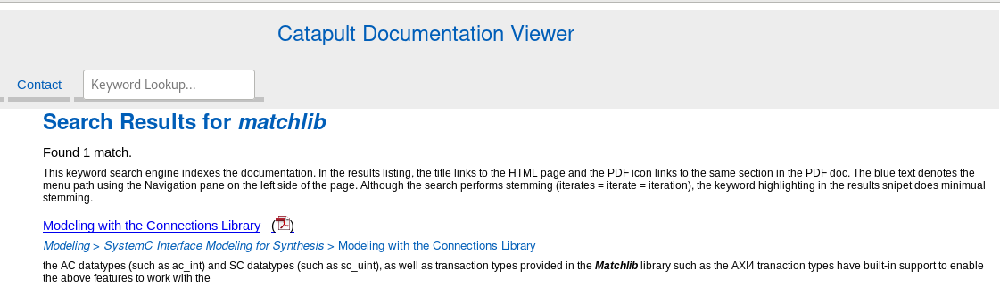 Catapult Documentation Viewer
Contact
Keyword Lookup...
Search Results for matchlib
Found 1 match.
This keyword search engine indexes the documentation. In the results listing, the title links to the HTML page and the PDF icon links to the same section in the PDF doc. The blue text denotes the
menu path using the Navigation pane on the left side of the page. Although the search performs stemming (iterates = iterate = iteration), the keyword highlighting in the results snipet does minimual
stemming.
Modeling with the Connections Library ( )
Modeling > SystemC Interface Modeling for Synthesis > Modeling with the Connections Library
the AC datatypes (such as ac_int) and SC datatypes (such as sc_uint), as well as transaction types provided in the Matchlib library such as the AXI4 tranaction types have built-in support to enable
the above features to work with the